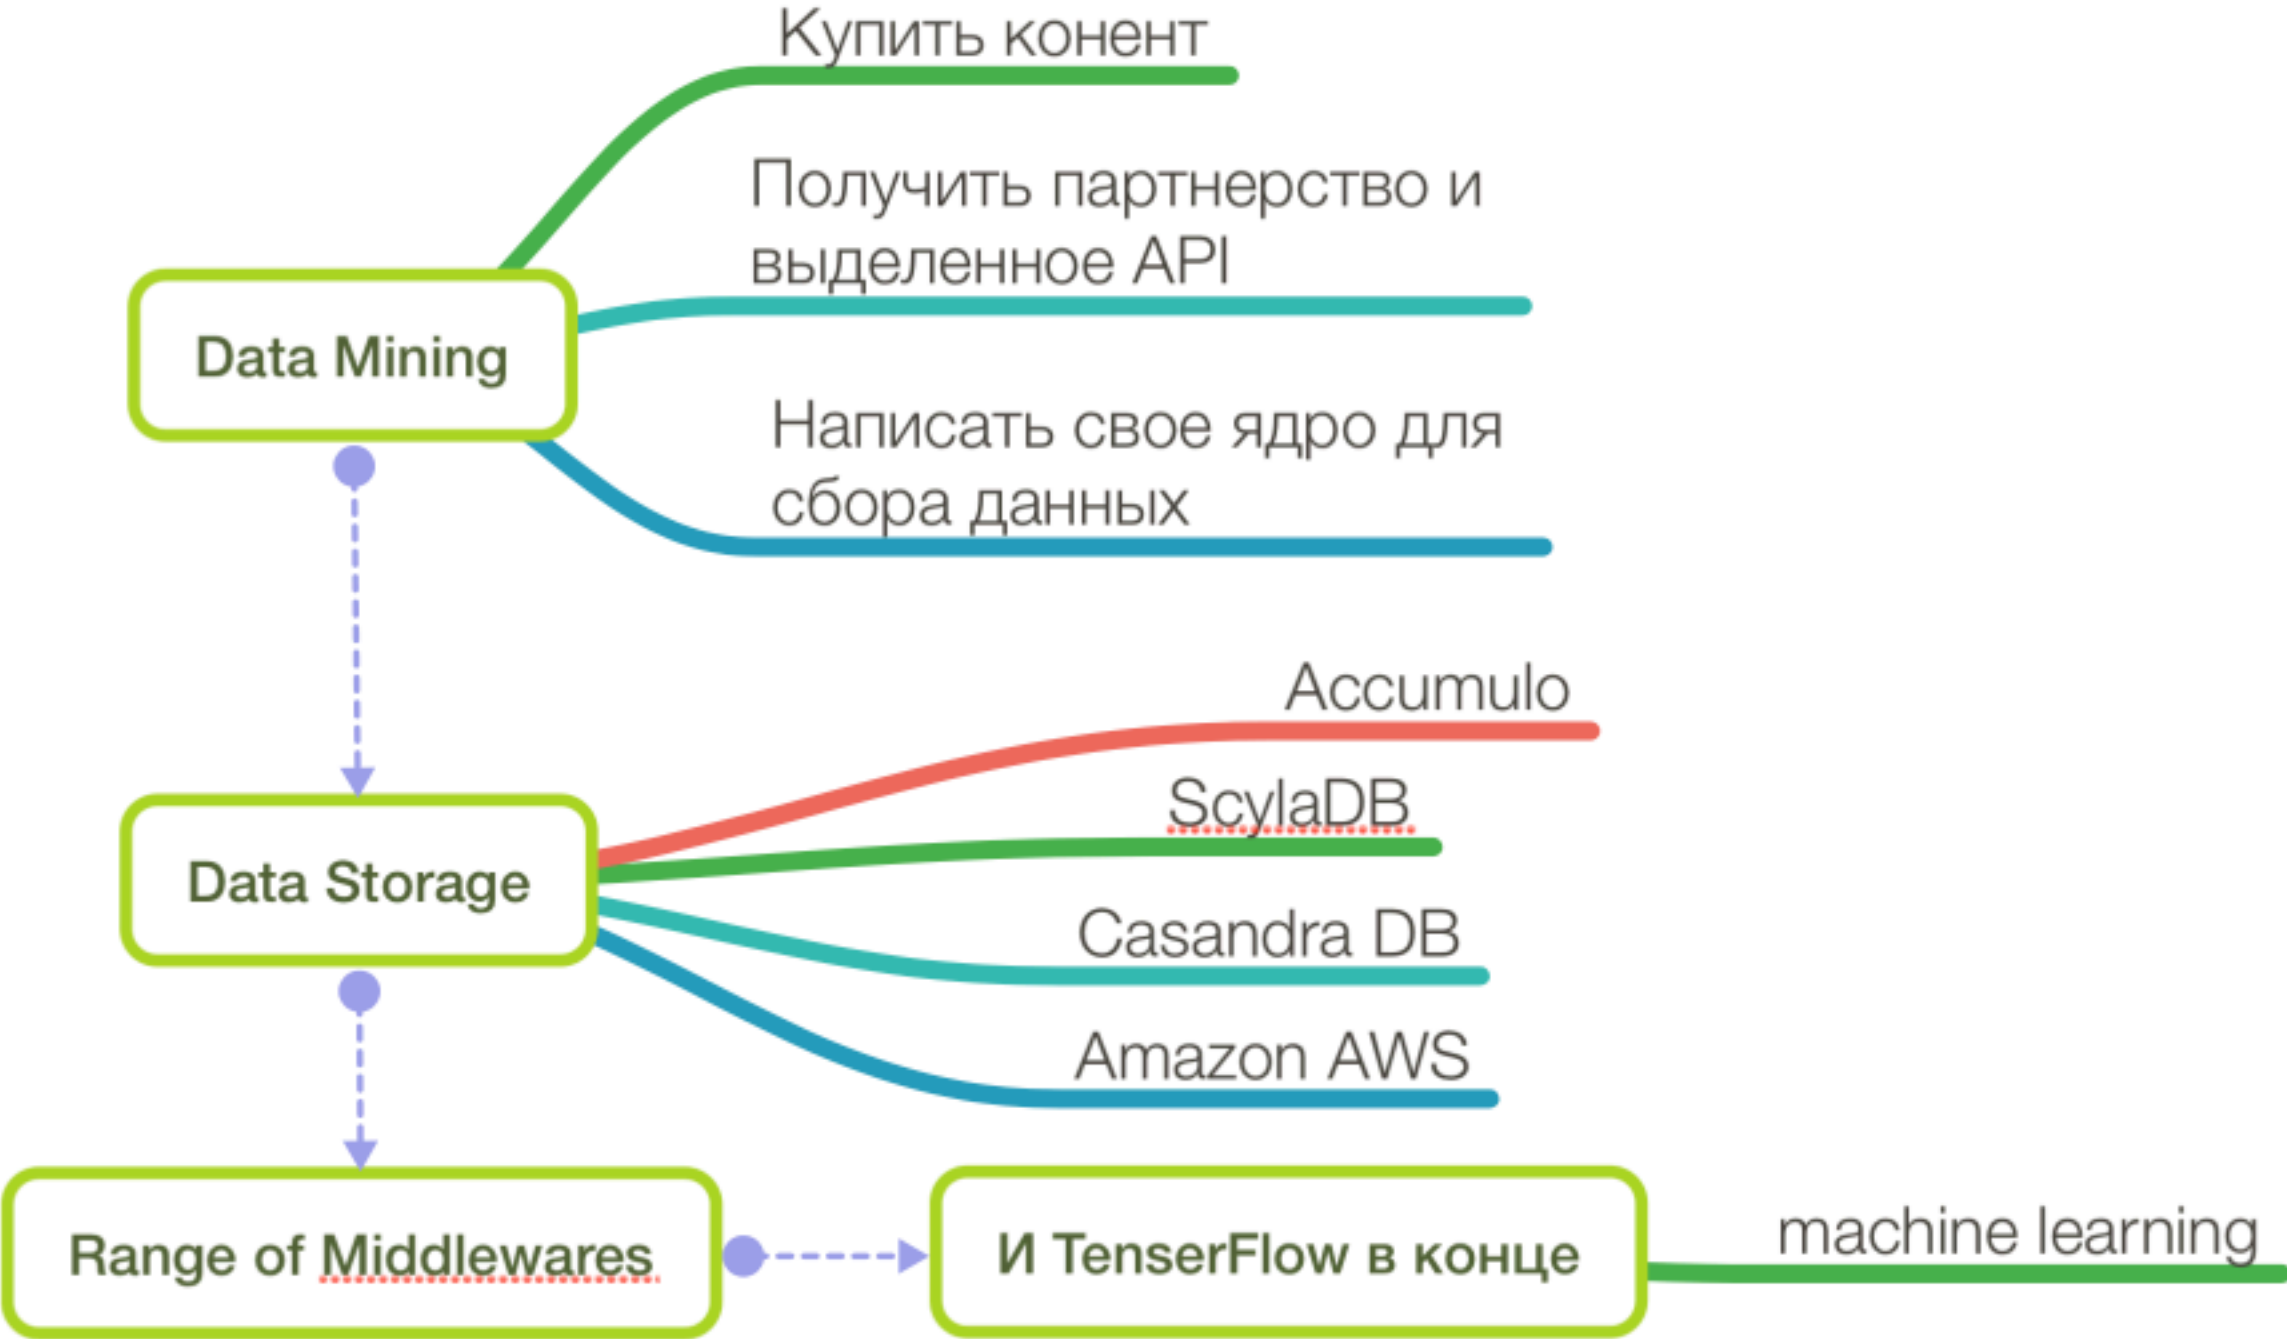 Купить конент
Получить партнерство и
выделенное API
Data Mining
Написать свое ядро для
сбора данных
Accumulo
ScylaDB
Data Storage
Casandra DB
Amazon AWS
Range of Middlewares
И TenserFlow в конце
machine learning